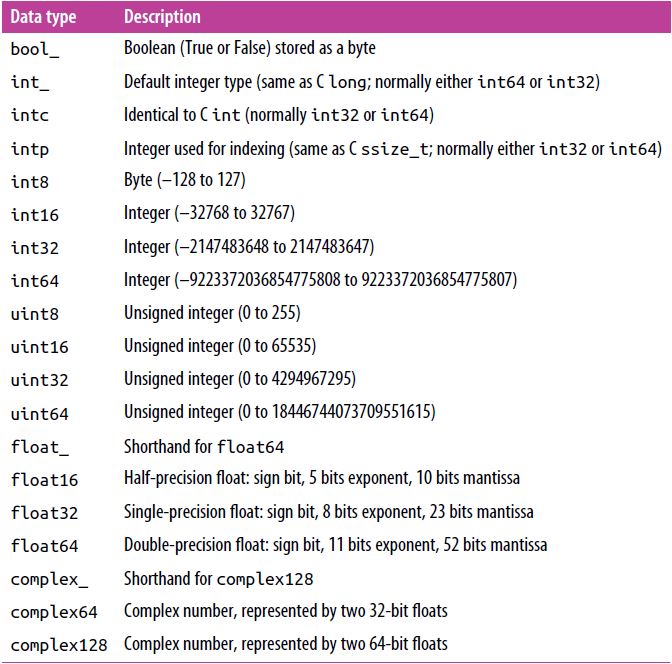 Data type Description
bool_ Boolean (True or False) stored as a byte
int_ Default integer type (same as C long; normally either int64 or int32)
intc Identical to C int (normally int32 or int64)
intp Integer used for indexing (same as C ssize_t; normally either int32 or int64)
int8 Byte (–128 to 127)
int16 Integer (–32768 to 32767)
int32 Integer (–2147483648 to 2147483647)
int64 Integer (–9223372036854775808 to 9223372036854775807)
uint8 Unsigned integer (0 to 255)
uint16 Unsigned integer (0 to 65535)
uint32 Unsigned integer (0 to 4294967295)
uint64 Unsigned integer (0 to 18446744073709551615)
float_ Shorthand for float64
float16 Half-precision float: sign bit, 5 bits exponent, 10 bits mantissa
float32 Single-precision float: sign bit, 8 bits exponent, 23 bits mantissa
float64 Double-precision float: sign bit, 11 bits exponent, 52 bits mantissa
complex_ Shorthand for complex128
complex64 Complex number, represented by two 32-bit floats
complex128 Complex number, represented by two 64-bit floats